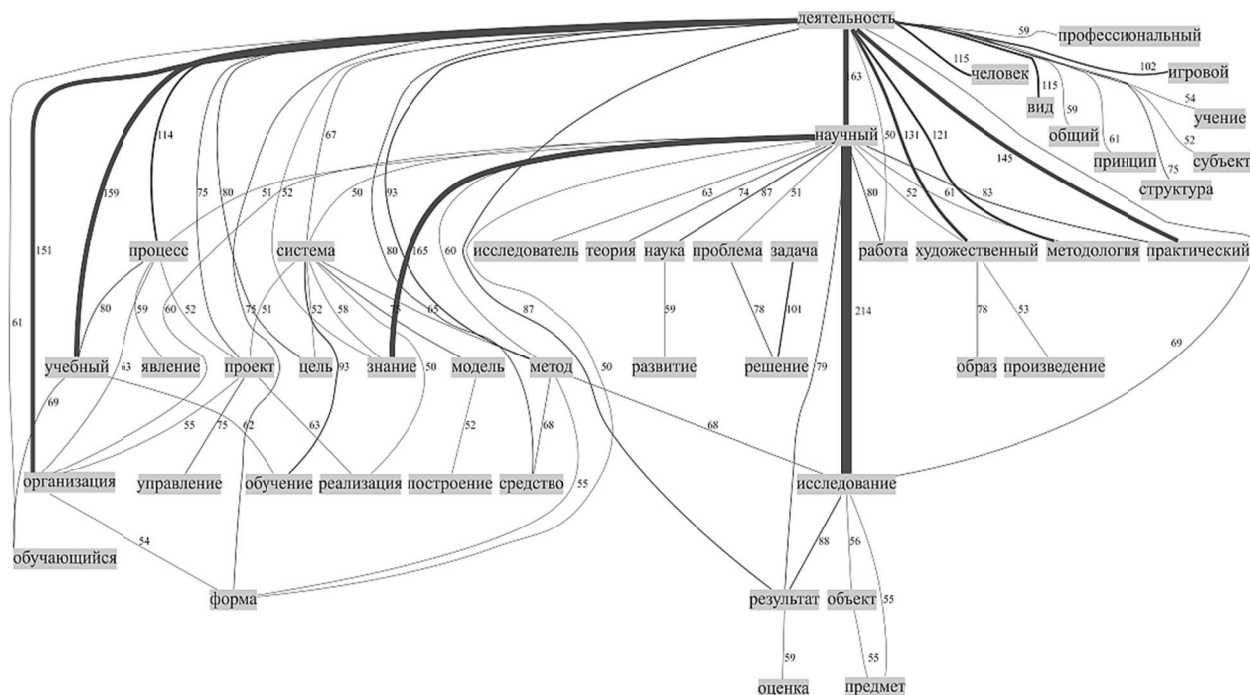 деятельность
59
профессиональный
115
человек
102
игровой
63
67
115
вид
54
учение
114
59
общий
научный
50
131
121
61
принцип
52
субъект
145
75
структура
159
75
80
51
52
50
93
63
74
87
51
80
52
61
83
151
процесс
система
165
60
исследователь
теория
наука
проблема
задача
работа
художественный
методология
практический
80
59
60
52
75
51
52
58
75
65
80
87
59
78
101
214
78
53
61
63
учебный
явление
проект
цель
знание
модель
метод
развитие
решение
образ
произведение
93
50
50
79
69
69
55
75
62
63
52
68
68
организация
управление
обучение
реализация
построение
средство
55
исследование
обучающийся
54
88
56
форма
результат
объект
55
59
55
оценка
предмет